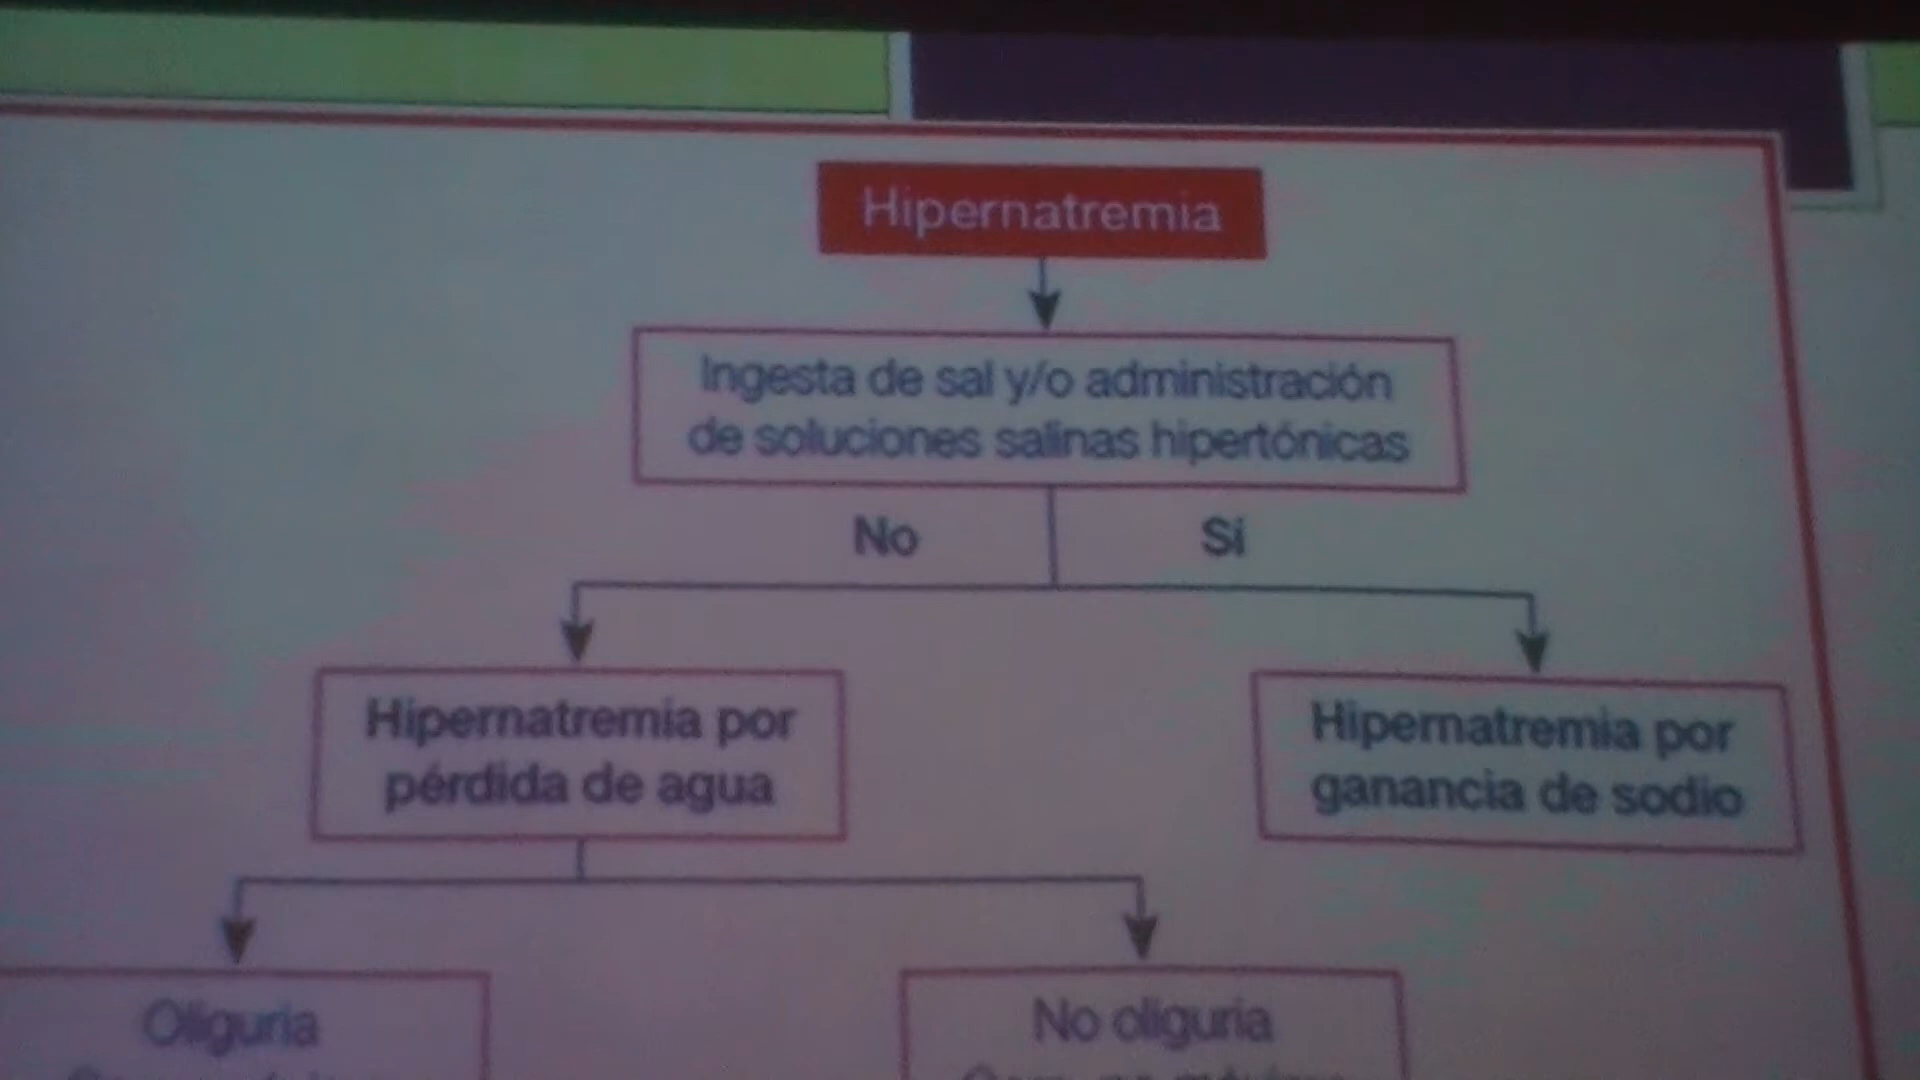 Hipernatremia
Ingesta de sal y/o administración
de soluciones salinas hipertónicas
No
Sí
Hipernatremia por
pérdida de agua
Hipernatremia por
ganancia de sodio
Oliguria
No oliguria